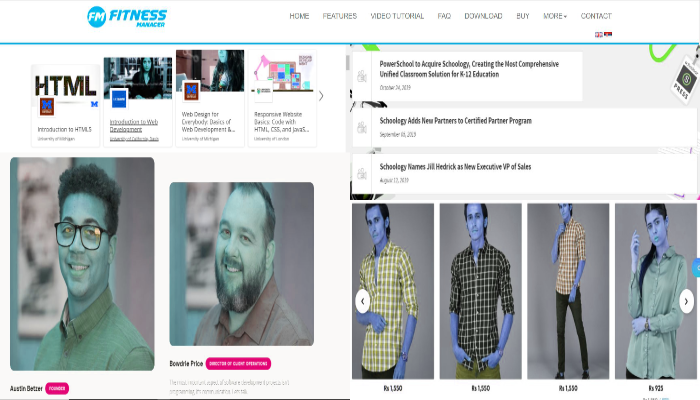 FM FITNESS
MANAGER
HOME FEATURES VIDEO TUTORIAL FAQ DOWNLOAD BUY MORE CONTACT
HTML
Introduction to HTML5
University of Michigan
Introduction to Web
Development
University of California, Davis
Web Design for
Everybody: Basics of
Web Development &...
University of Michigan
Responsive Website
Basics: Code with
HTML, CSS, and JavaS...
University of London
PowerSchool to Acquire Schoology, Creating the Most Comprehensive
Unified Classroom Solution for K-12 Education
October 24, 2019
Schoology Adds New Partners to Certified Partner Program
September 03, 2019
Schoology Names Jill Hedrick as New Executive VP of Sales
August 13, 2019
PRESS
Austin Betzer FOUNDER
Bowdrie Price DIRECTOR OF CLIENT OPERATIONS
The most important aspect of software development process isn't
Rs 1,550
Rs 1,550
Rs 1,550
Rs 925